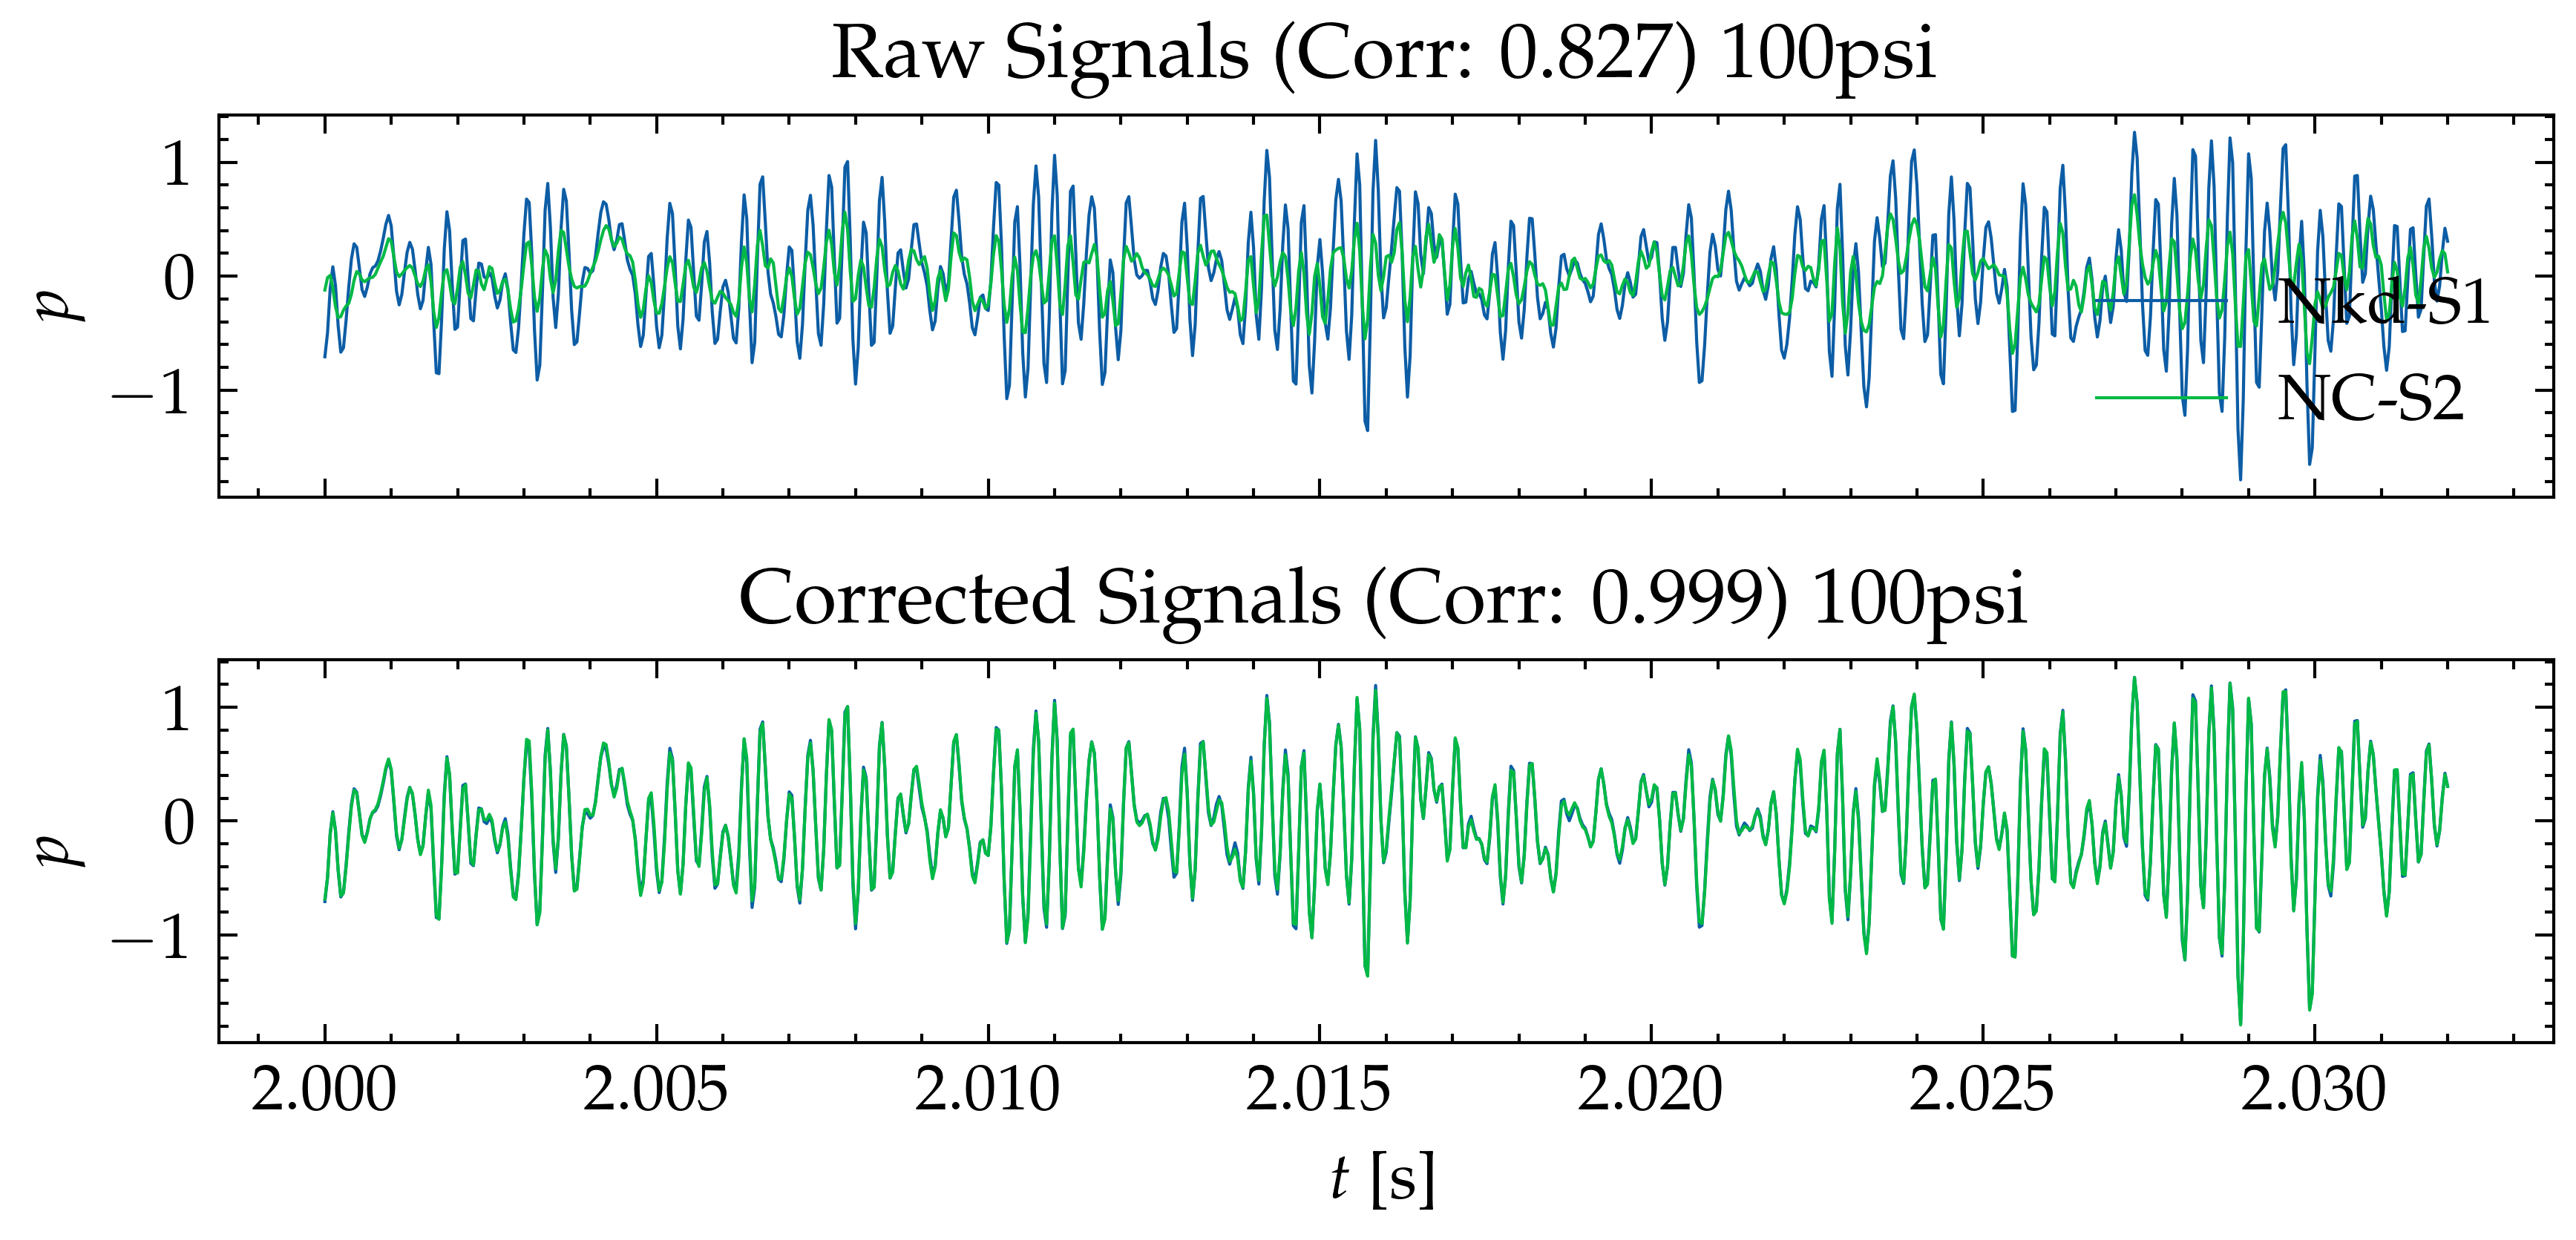 Raw Signals (Corr: 0.827) 100psi
1
0
−1
p
Nkd-S1
NC-S2
Corrected Signals (Corr: 0.999) 100psi
1
0
−1
p
2.000 2.005 2.010 2.015 2.020 2.025 2.030
t [s]